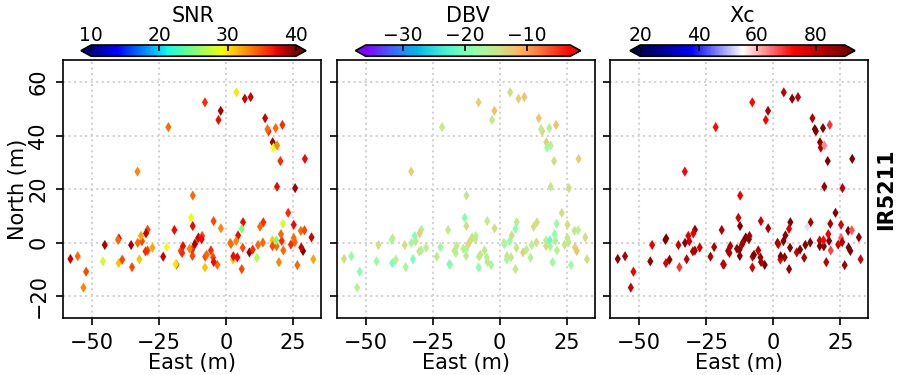 SNR DBV Xc
10 20 30 40 −30 −20 −10 20 40 60 80
60
40
20
0
−20
North (m)
IR5211
−50 −25 0 25 −50 −25 0 25 −50 −25 0 25
East (m) East (m) East (m)